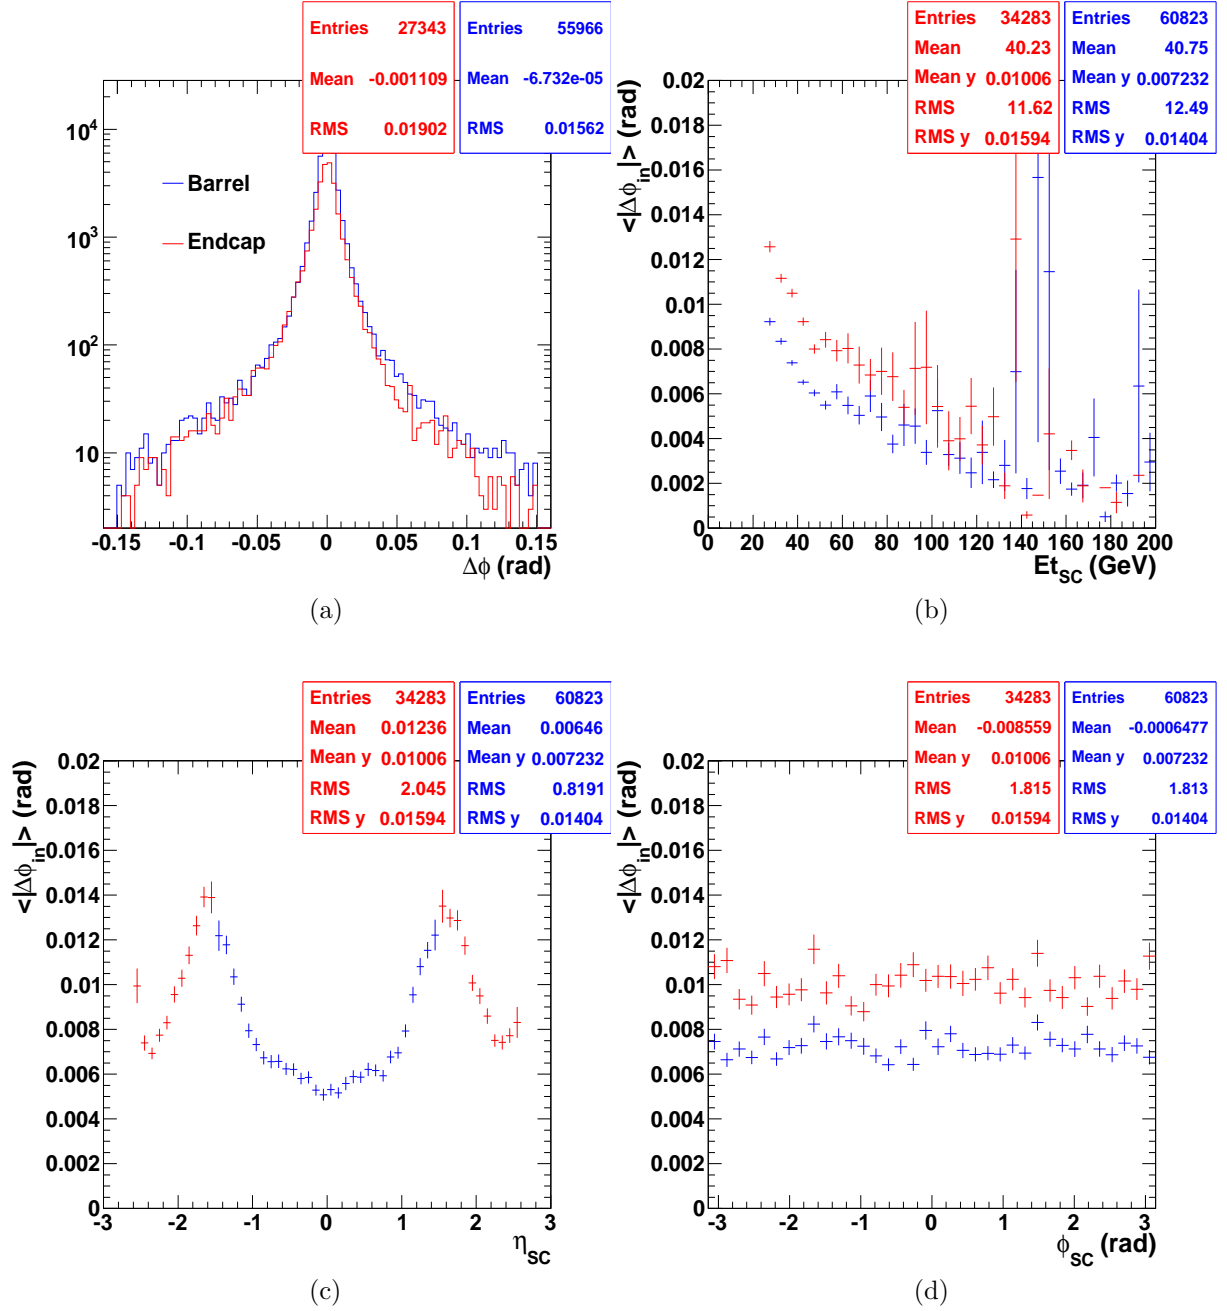 Entries 27343
Mean -0.001109
RMS 0.01902
Entries 55966
Mean -6.732e-05
RMS 0.01562
10^4
10^3
10^2
10
Barrel
Endcap
-0.15 -0.1 -0.05 0 0.05 0.1 0.15
Δϕ (rad)
(a)
Entries 34283
Mean 40.23
Mean y 0.01006
RMS 11.62
RMS y 0.01594
Entries 60823
Mean 40.75
Mean y 0.007232
RMS 12.49
RMS y 0.01404
<|Δϕ_in|> (rad)
0.02
0.018
0.016
0.014
0.012
0.01
0.008
0.006
0.004
0.002
0
0 20 40 60 80 100 120 140 160 180 200
Et_SC (GeV)
(b)
Entries 34283
Mean 0.01236
Mean y 0.01006
RMS 2.045
RMS y 0.01594
Entries 60823
Mean 0.00646
Mean y 0.007232
RMS 0.8191
RMS y 0.01404
<|Δϕ_in|> (rad)
0.02
0.018
0.016
0.014
0.012
0.01
0.008
0.006
0.004
0.002
0
-3 -2 -1 0 1 2 3
η_SC
(c)
Entries 34283
Mean -0.008559
Mean y 0.01006
RMS 1.815
RMS y 0.01594
Entries 60823
Mean -0.0006477
Mean y 0.007232
RMS 1.813
RMS y 0.01404
<|Δϕ_in|> (rad)
0.02
0.018
0.016
0.014
0.012
0.01
0.008
0.006
0.004
0.002
0
-3 -2 -1 0 1 2 3
ϕ_SC (rad)
(d)